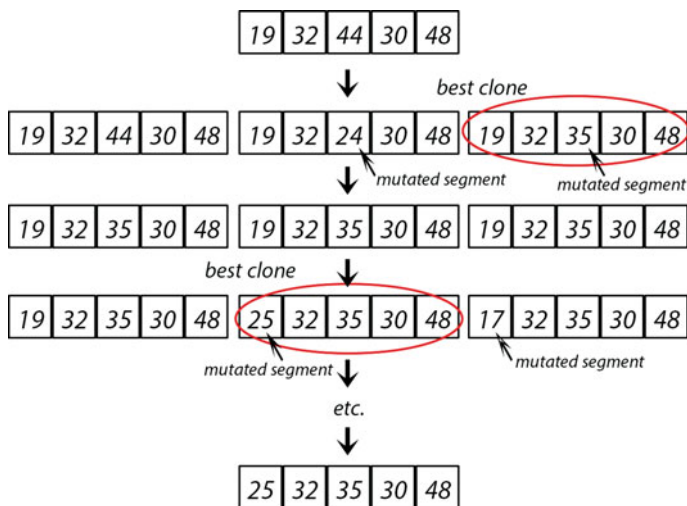 19 32 44 30 48
best clone
19 32 44 30 48 19 32 24 30 48 19 32 35 30 48
mutated segment mutated segment
19 32 35 30 48 19 32 35 30 48 19 32 35 30 48
best clone
19 32 35 30 48 25 32 35 30 48 17 32 35 30 48
mutated segment mutated segment
etc.
25 32 35 30 48